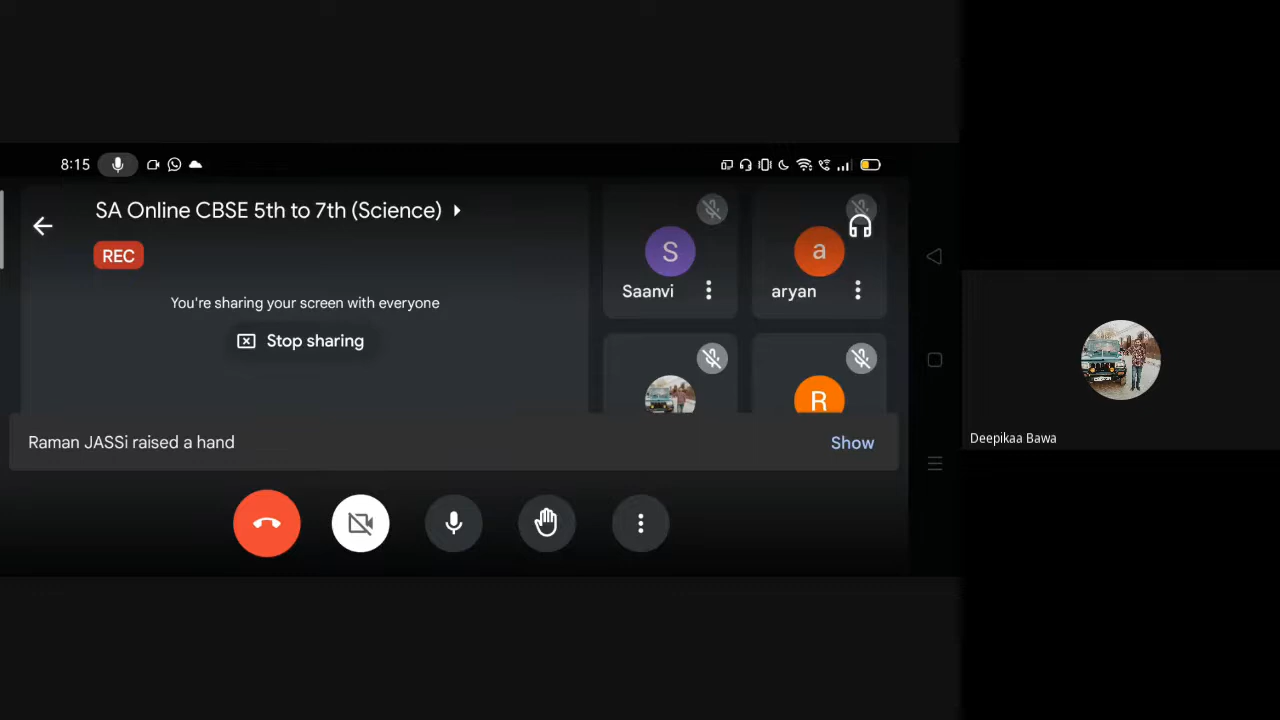 8:15
SA Online CBSE 5th to 7th (Science)
REC
You're sharing your screen with everyone
Stop sharing
S
Saanvi
a
aryan
R
Raman JASSi raised a hand
Show
Deepikaa Bawa